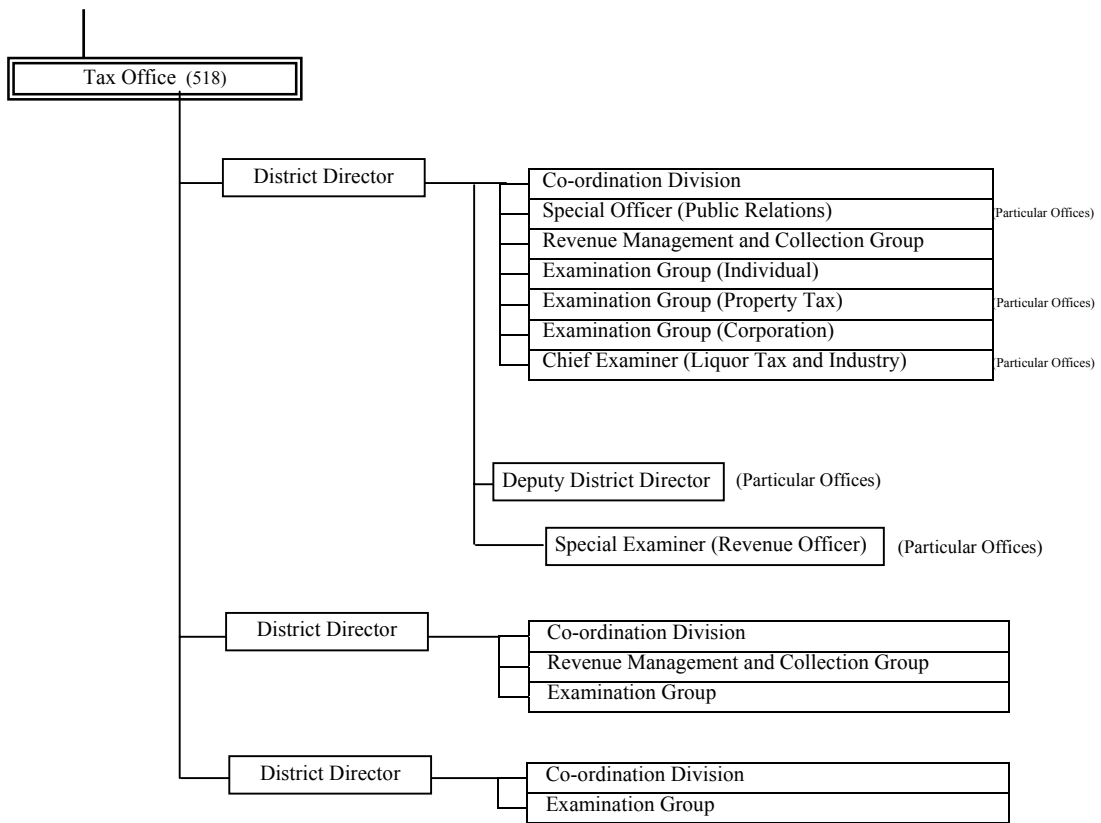 Tax Office (518)
District Director
Co-ordination Division
Special Officer (Public Relations) (Particular Offices)
Revenue Management and Collection Group
Examination Group (Individual)
Examination Group (Property Tax) (Particular Offices)
Examination Group (Corporation)
Chief Examiner (Liquor Tax and Industry) (Particular Offices)
Deputy District Director (Particular Offices)
Special Examiner (Revenue Officer) (Particular Offices)
District Director
Co-ordination Division
Revenue Management and Collection Group
Examination Group
District Director
Co-ordination Division
Examination Group